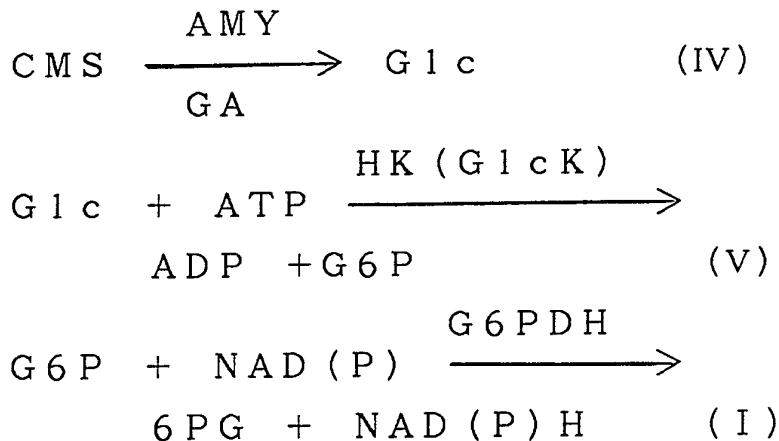 AMY
CMS ⟶ Glc (IV)
GA
HK (GlcK)
Glc + ATP ⟶
ADP +G6P (V)
G6PDH
G6P + NAD(P) ⟶
6PG + NAD(P)H (I)